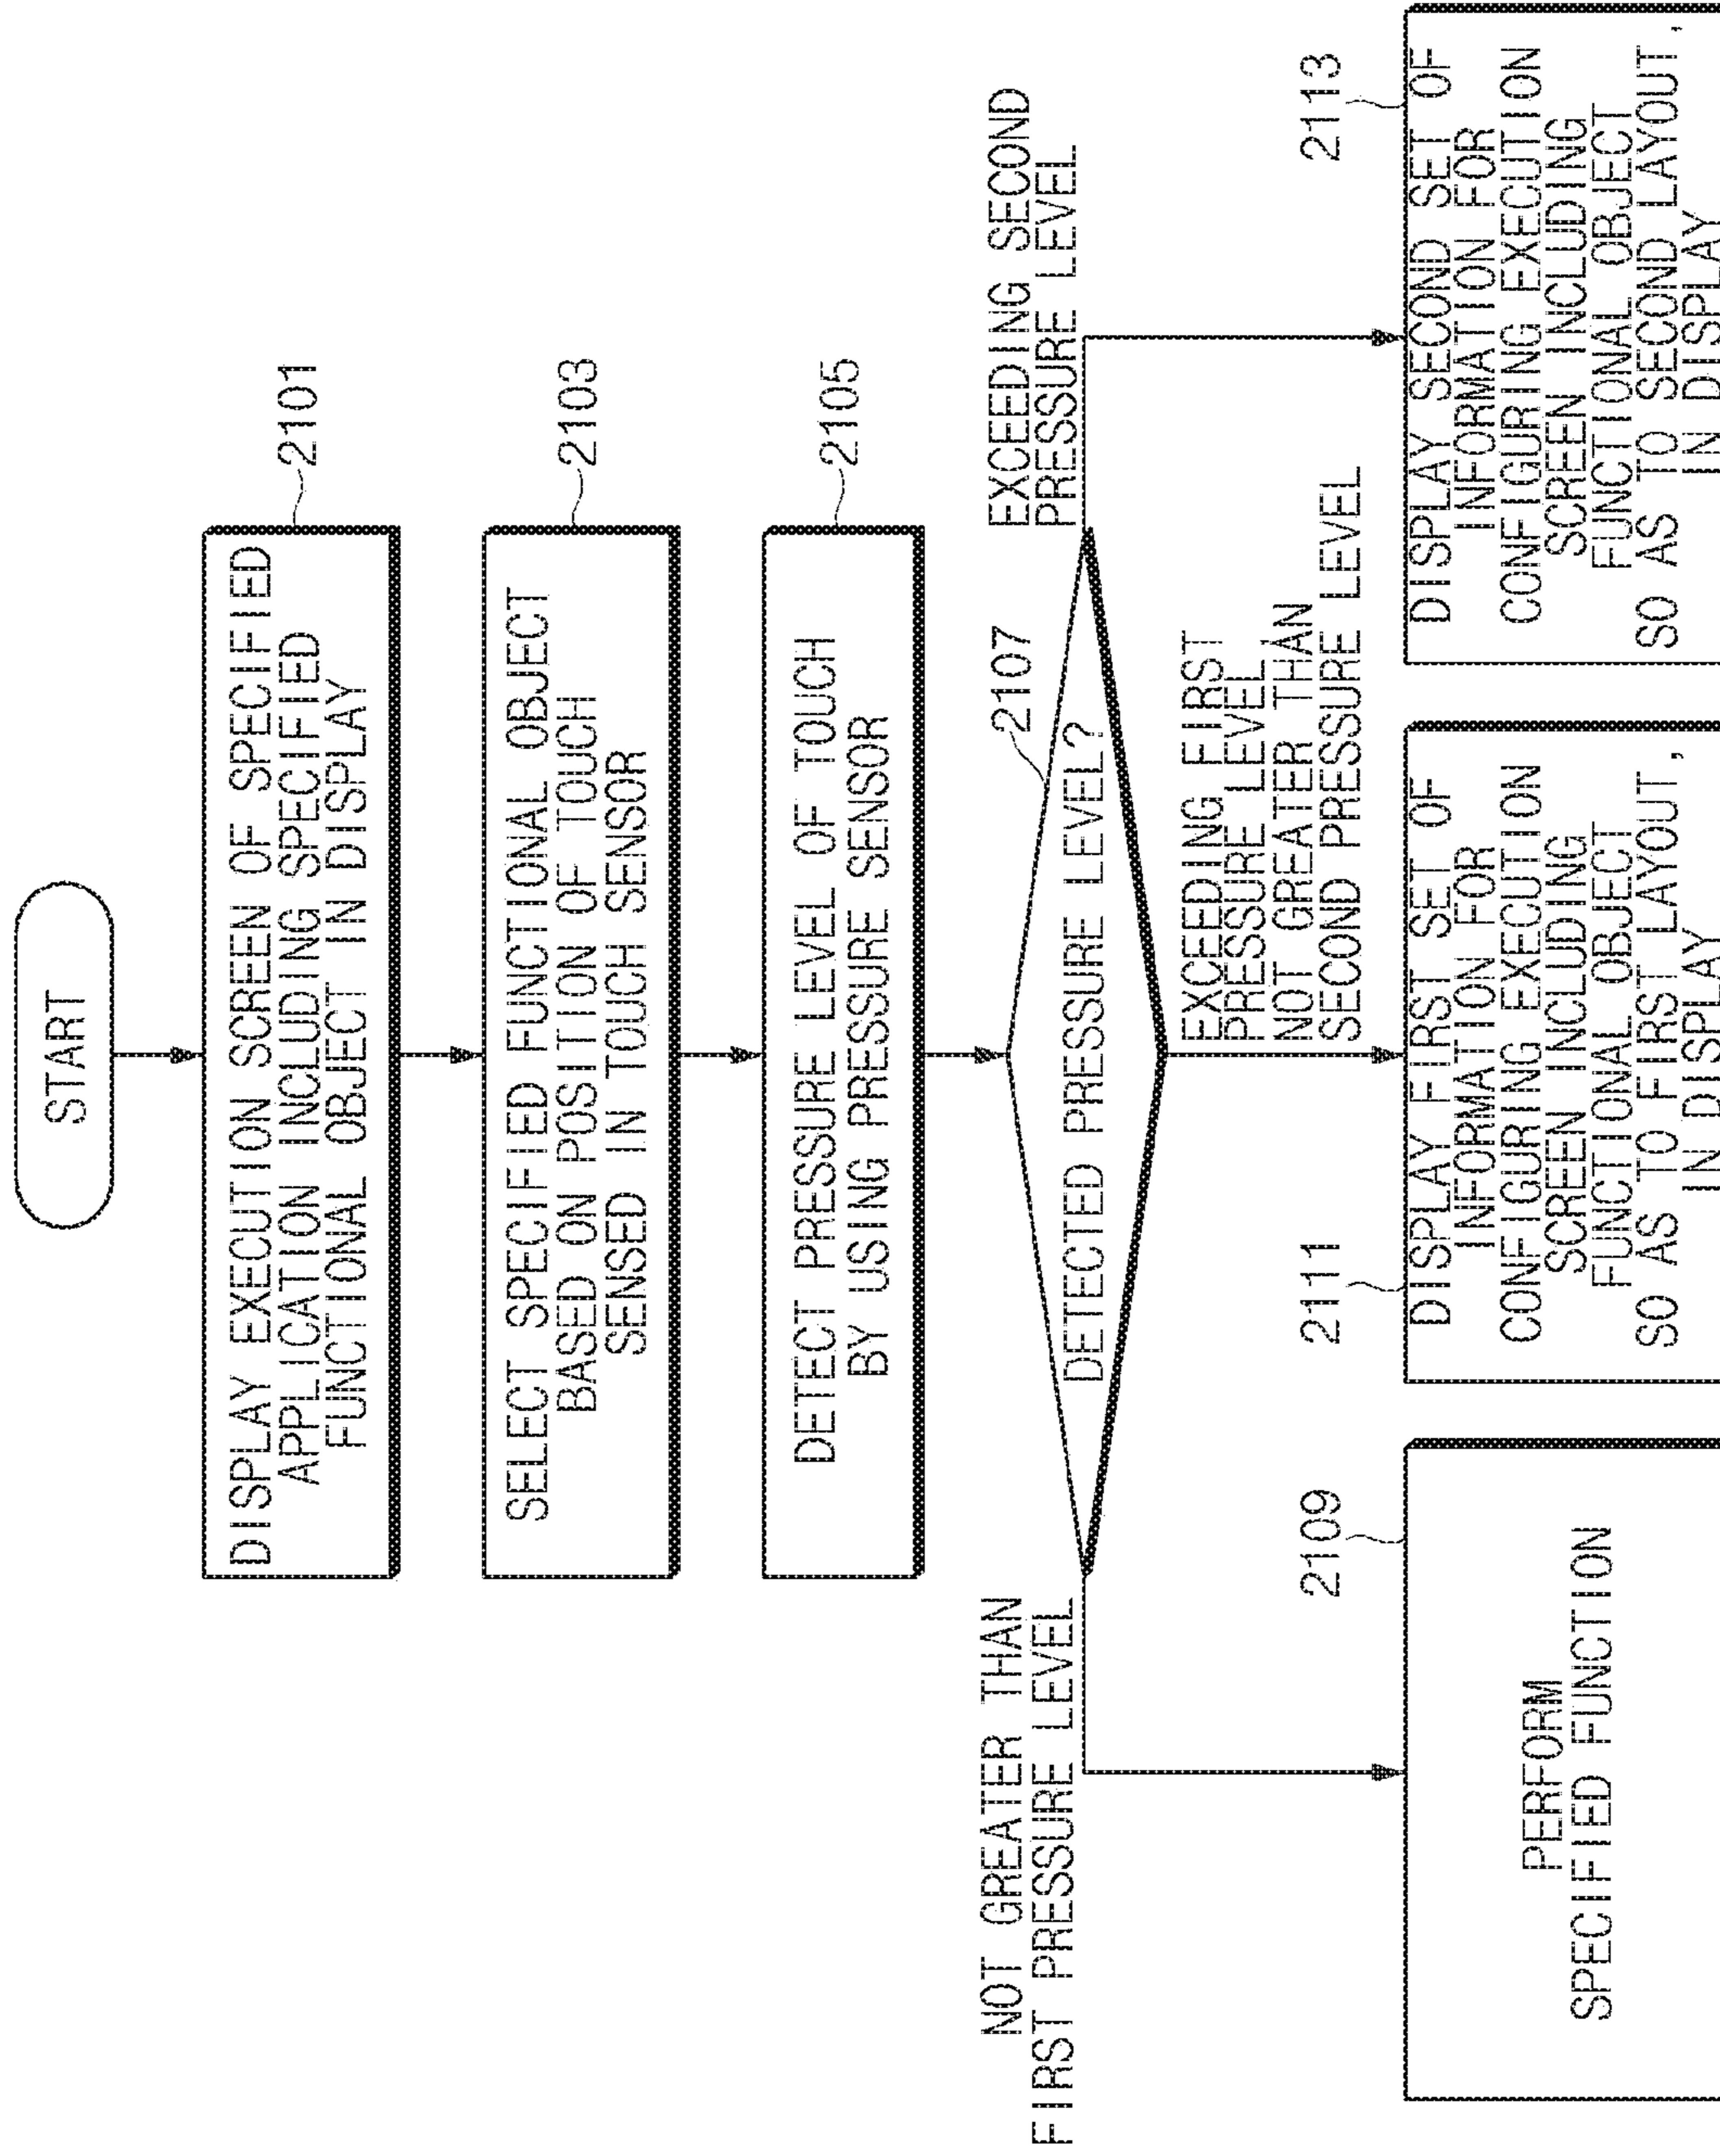 START
2101
DISPLAY EXECUTION SCREEN OF SPECIFIED
APPLICATION INCLUDING SPECIFIED
FUNCTIONAL OBJECT IN DISPLAY
2103
SELECT SPECIFIED FUNCTIONAL OBJECT
BASED ON POSITION OF TOUCH
SENSED IN TOUCH SENSOR
2105
DETECT PRESSURE LEVEL OF TOUCH
BY USING PRESSURE SENSOR
2107
DETECTED PRESSURE LEVEL?
NOT GREATER THAN
FIRST PRESSURE LEVEL
EXCEEDING FIRST
PRESSURE LEVEL
NOT GREATER THAN
SECOND PRESSURE LEVEL
EXCEEDING SECOND
PRESSURE LEVEL
2109
PERFORM
SPECIFIED FUNCTION
2111
DISPLAY FIRST SET OF
INFORMATION FOR
CONFIGURING EXECUTION
SCREEN INCLUDING
FUNCTIONAL OBJECT
SO AS TO FIRST LAYOUT,
IN DISPLAY
2113
DISPLAY SECOND SET OF
INFORMATION FOR
CONFIGURING EXECUTION
SCREEN INCLUDING
FUNCTIONAL OBJECT
SO AS TO SECOND LAYOUT,
IN DISPLAY